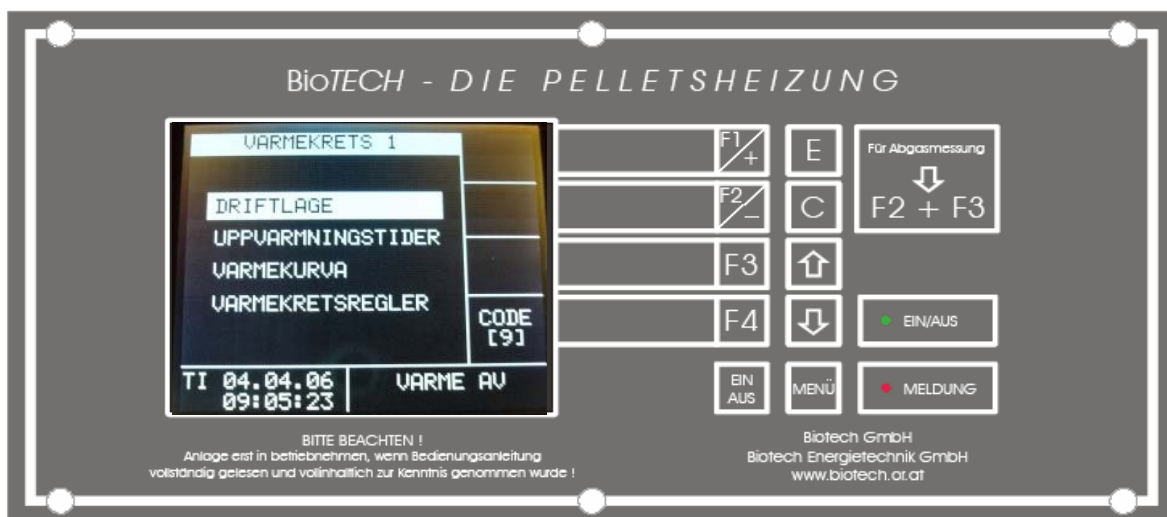 BioTECH - DIE PELLETSHEIZUNG
VARMEKRETS 1
DRIFTLAGE
UPPVARMNINGSTIDER
VARMEKURVA
VARMEKRETSREGLER
CODE
[9]
TI 04.04.06
09:05:23
VARME AV
F1/+
E
F2/-
C
F3
F4
Für Abgasmessung
F2 + F3
EIN/AUS
EIN
AUS
MENÜ
MELDUNG
BITTE BEACHTEN !
Anlage erst in betriebnehmen, wenn Bedienungsanleitung
vollständig gelesen und vollinhaltlich zur Kenntnis genommen wurde !
Biotech GmbH
Biotech Energietechnik GmbH
www.biotech.or.at